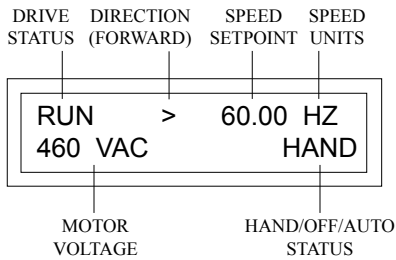 DRIVE STATUS
DIRECTION (FORWARD)
SPEED SETPOINT
SPEED UNITS
RUN > 60.00 HZ
460 VAC HAND
MOTOR VOLTAGE
HAND/OFF/AUTO STATUS